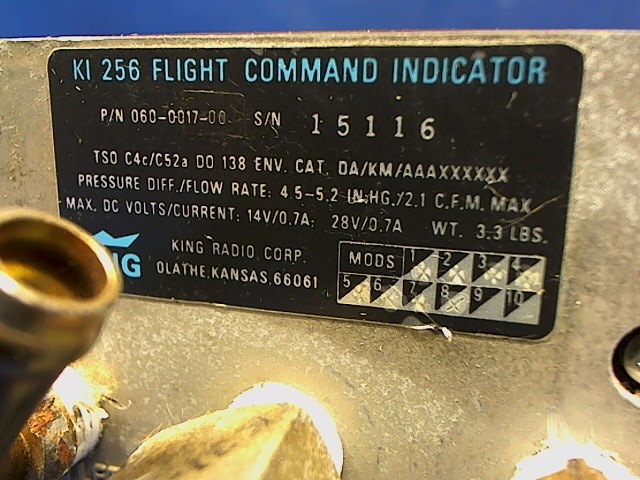 KI 256 FLIGHT COMMAND INDICATOR
P/N 060-0017-00 S/N 15116
TSO C4c/C52a DO 138 ENV. CAT. DA/KM/AAAXXXXXX
PRESSURE DIFF./FLOW RATE: 4.5-5.2 IN.HG./2.1 C.F.M. MAX
MAX. DC VOLTS/CURRENT: 14V/0.7A; 28V/0.7A WT. 3.3 LBS.
KING RADIO CORP.
OLATHE, KANSAS, 66061
MODS 1 2 3 4
5 6 7 8 9 10